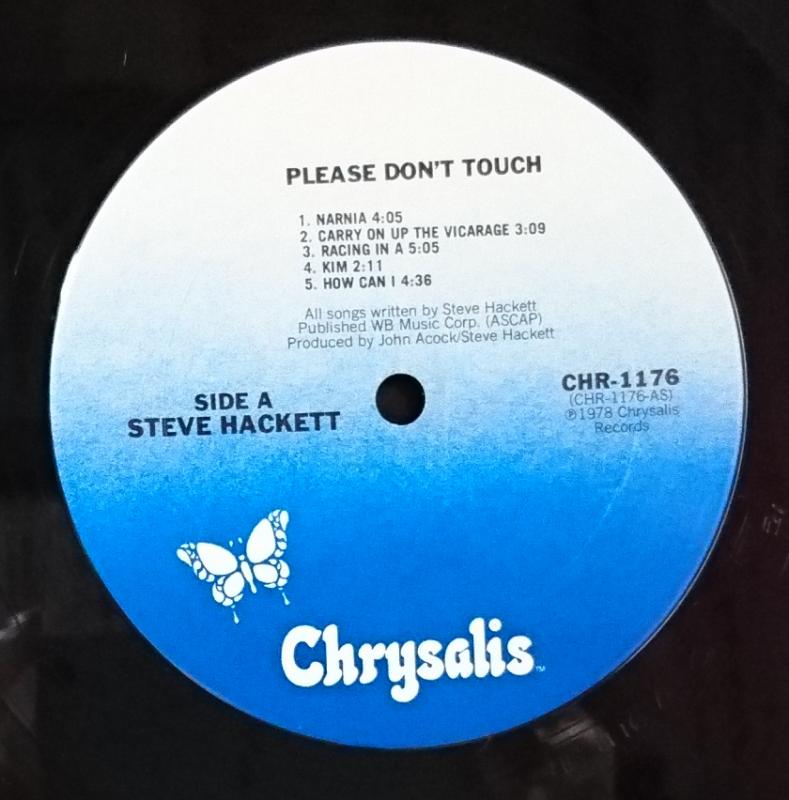 PLEASE DON'T TOUCH
1. NARNIA 4:05
2. CARRY ON UP THE VICARAGE 3:09
3. RACING IN A 5:05
4. KIM 2:11
5. HOW CAN I 4:36
All songs written by Steve Hackett
Published WB Music Corp. (ASCAP)
Produced by John Acock/Steve Hackett
SIDE A
STEVE HACKETT
CHR-1176
(CHR-1176-AS)
℗1978 Chrysalis
Records
Chrysalis™